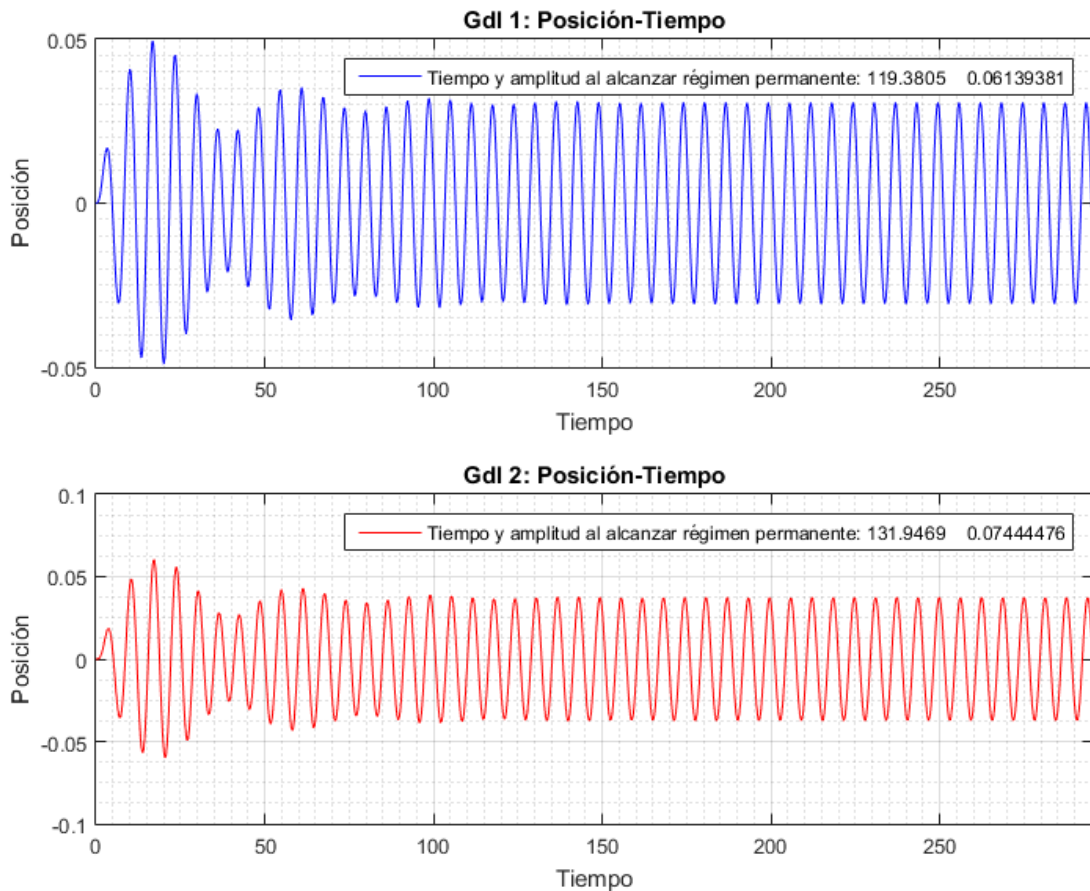 Gdl 1: Posición-Tiempo
0.05
Tiempo y amplitud al alcanzar régimen permanente: 119.3805 0.06139381
Posición
0
-0.05
0 50 100 150 200 250
Tiempo
Gdl 2: Posición-Tiempo
0.1
Tiempo y amplitud al alcanzar régimen permanente: 131.9469 0.07444476
0.05
Posición
0
-0.05
-0.1
0 50 100 150 200 250
Tiempo